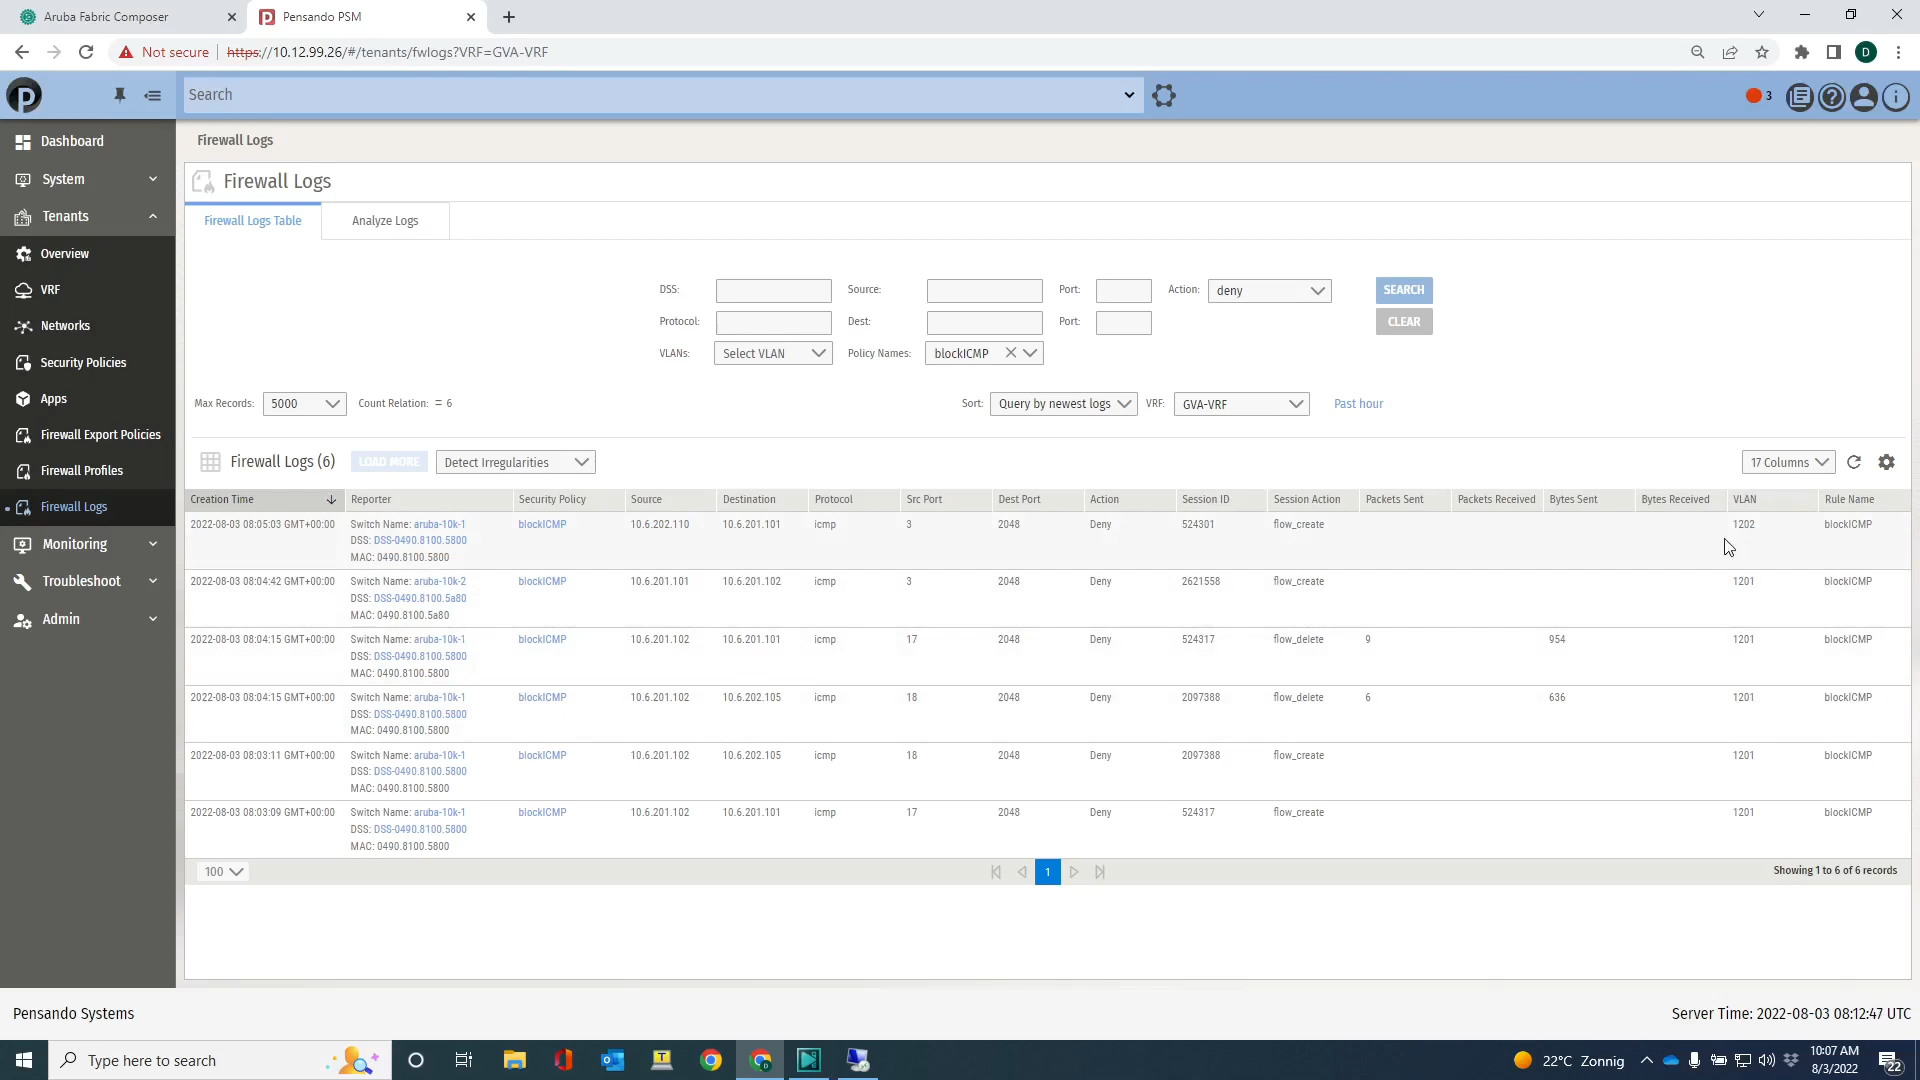 Aruba Fabric Composer
Pensando PSM
Not secure https://10.12.99.26/#/tenants/fwlogs?VRF=GVA-VRF
D
Search
3
Dashboard
System
Tenants
Overview
VRF
Networks
Security Policies
Apps
Firewall Export Policies
Firewall Profiles
Firewall Logs
Monitoring
Troubleshoot
Admin
Firewall Logs
Firewall Logs
Firewall Logs Table Analyze Logs
DSS: Source: Port: Action: deny SEARCH
Protocol: Dest: Port: CLEAR
VLANs: Select VLAN Policy Names: blockICMP
Max Records: 5000 Count Relation: = 6 Sort: Query by newest logs VRF: GVA-VRF Past hour
Firewall Logs (6) LOAD MORE Detect Irregularities 17 Columns
Creation Time Reporter Security Policy Source Destination Protocol Src Port Dest Port Action Session ID Session Action Packets Sent Packets Received Bytes Sent Bytes Received VLAN Rule Name
2022-08-03 08:05:03 GMT+00:00 Switch Name: aruba-10k-1 blockICMP 10.6.202.110 10.6.201.101 icmp 3 2048 Deny 524301 flow_create 1202 blockICMP
DSS: DSS-0490.8100.5800
MAC: 0490.8100.5800
2022-08-03 08:04:42 GMT+00:00 Switch Name: aruba-10k-2 blockICMP 10.6.201.101 10.6.201.102 icmp 3 2048 Deny 2621558 flow_create 1201 blockICMP
DSS: DSS-0490.8100.5a80
MAC: 0490.8100.5a80
2022-08-03 08:04:15 GMT+00:00 Switch Name: aruba-10k-1 blockICMP 10.6.201.102 10.6.201.101 icmp 17 2048 Deny 524317 flow_delete 9 954 1201 blockICMP
DSS: DSS-0490.8100.5800
MAC: 0490.8100.5800
2022-08-03 08:04:15 GMT+00:00 Switch Name: aruba-10k-1 blockICMP 10.6.201.102 10.6.202.105 icmp 18 2048 Deny 2097388 flow_delete 6 636 1201 blockICMP
DSS: DSS-0490.8100.5800
MAC: 0490.8100.5800
2022-08-03 08:03:11 GMT+00:00 Switch Name: aruba-10k-1 blockICMP 10.6.201.102 10.6.202.105 icmp 18 2048 Deny 2097388 flow_create 1201 blockICMP
DSS: DSS-0490.8100.5800
MAC: 0490.8100.5800
2022-08-03 08:03:09 GMT+00:00 Switch Name: aruba-10k-1 blockICMP 10.6.201.102 10.6.201.101 icmp 17 2048 Deny 524317 flow_create 1201 blockICMP
DSS: DSS-0490.8100.5800
MAC: 0490.8100.5800
100 1 Showing 1 to 6 of 6 records
Pensando Systems Server Time: 2022-08-03 08:12:47 UTC
Type here to search 22°C Zonnig 10:07 AM
8/3/2022
22